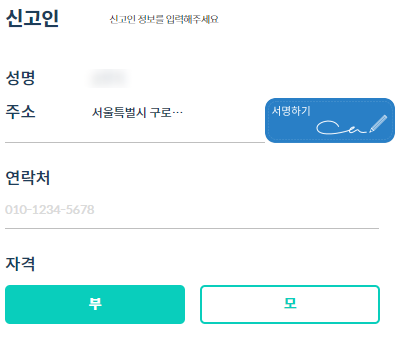 신고인 신고인 정보를 입력해주세요
성명
주소 서울특별시 구로…
서명하기
연락처
010-1234-5678
자격
부 모